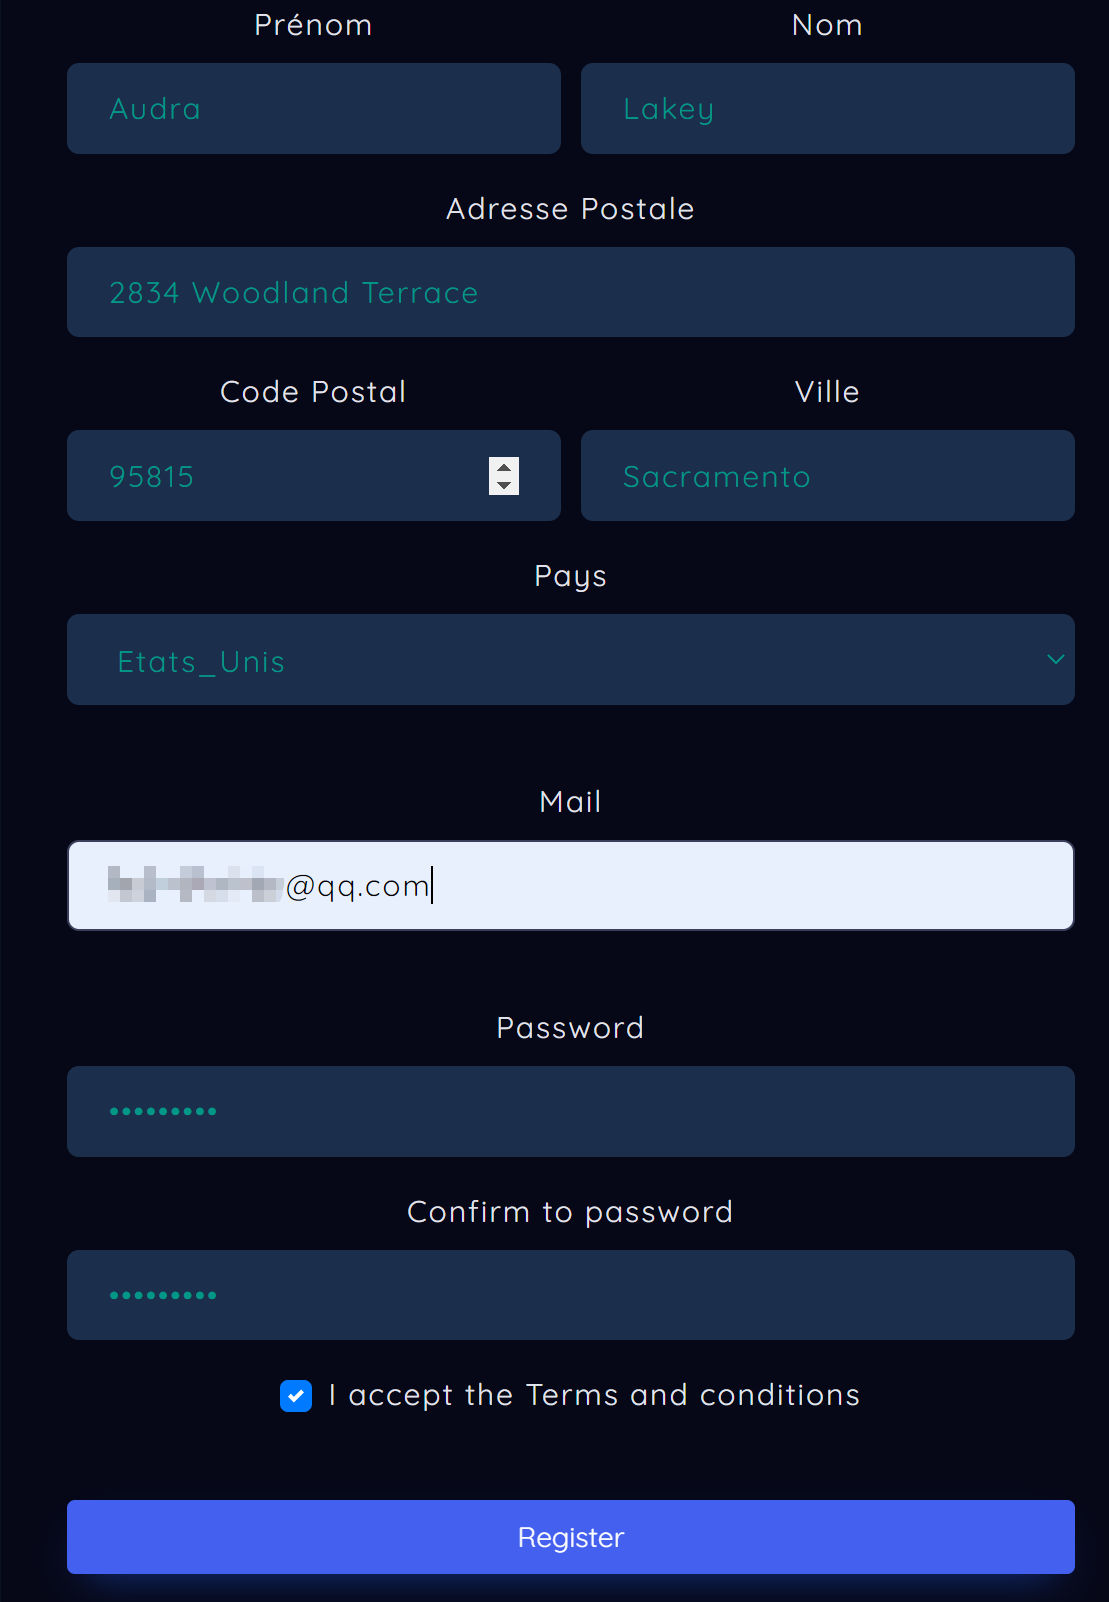 Prénom Nom
Audra Lakey
Adresse Postale
2834 Woodland Terrace
Code Postal Ville
95815 Sacramento
Pays
Etats_Unis
Mail
@qq.com
Password
•••••••••
Confirm to password
•••••••••
I accept the Terms and conditions
Register